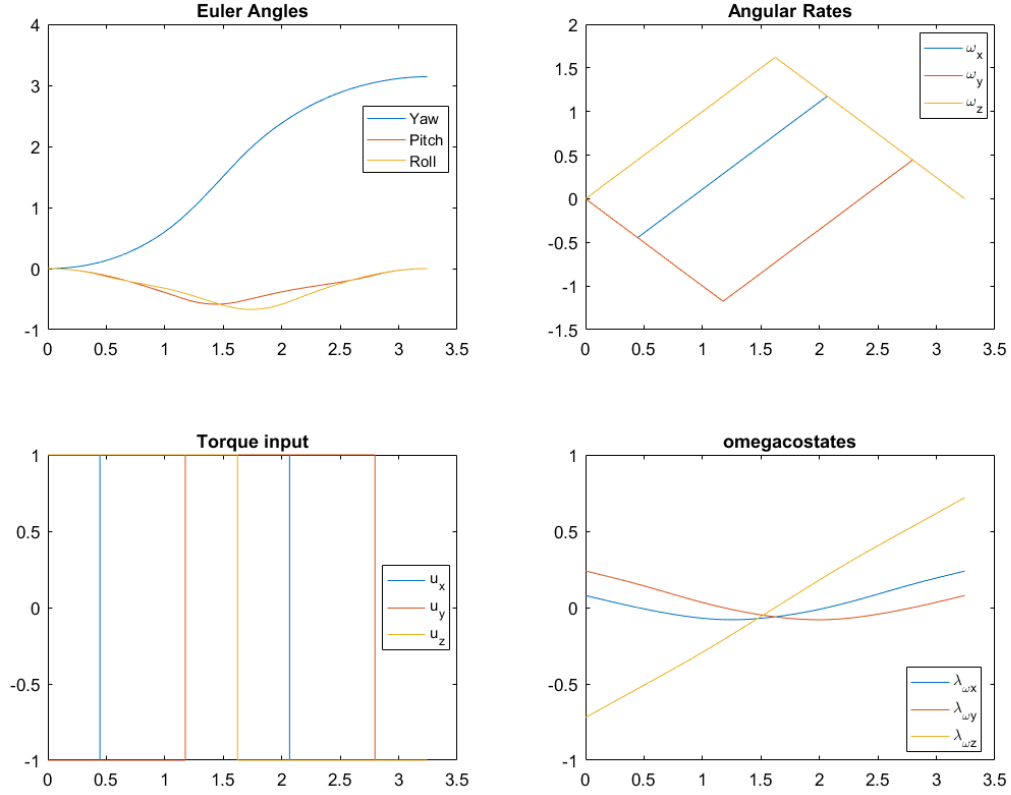 Euler Angles
4
3
2
1
0
-1
0 0.5 1 1.5 2 2.5 3 3.5
Yaw
Pitch
Roll
Angular Rates
2
1.5
1
0.5
0
-0.5
-1
-1.5
0 0.5 1 1.5 2 2.5 3 3.5
ωx
ωy
ωz
Torque input
1
0.5
0
-0.5
-1
0 0.5 1 1.5 2 2.5 3 3.5
ux
uy
uz
omegacostates
1
0.5
0
-0.5
-1
0 0.5 1 1.5 2 2.5 3 3.5
λωx
λωy
λωz